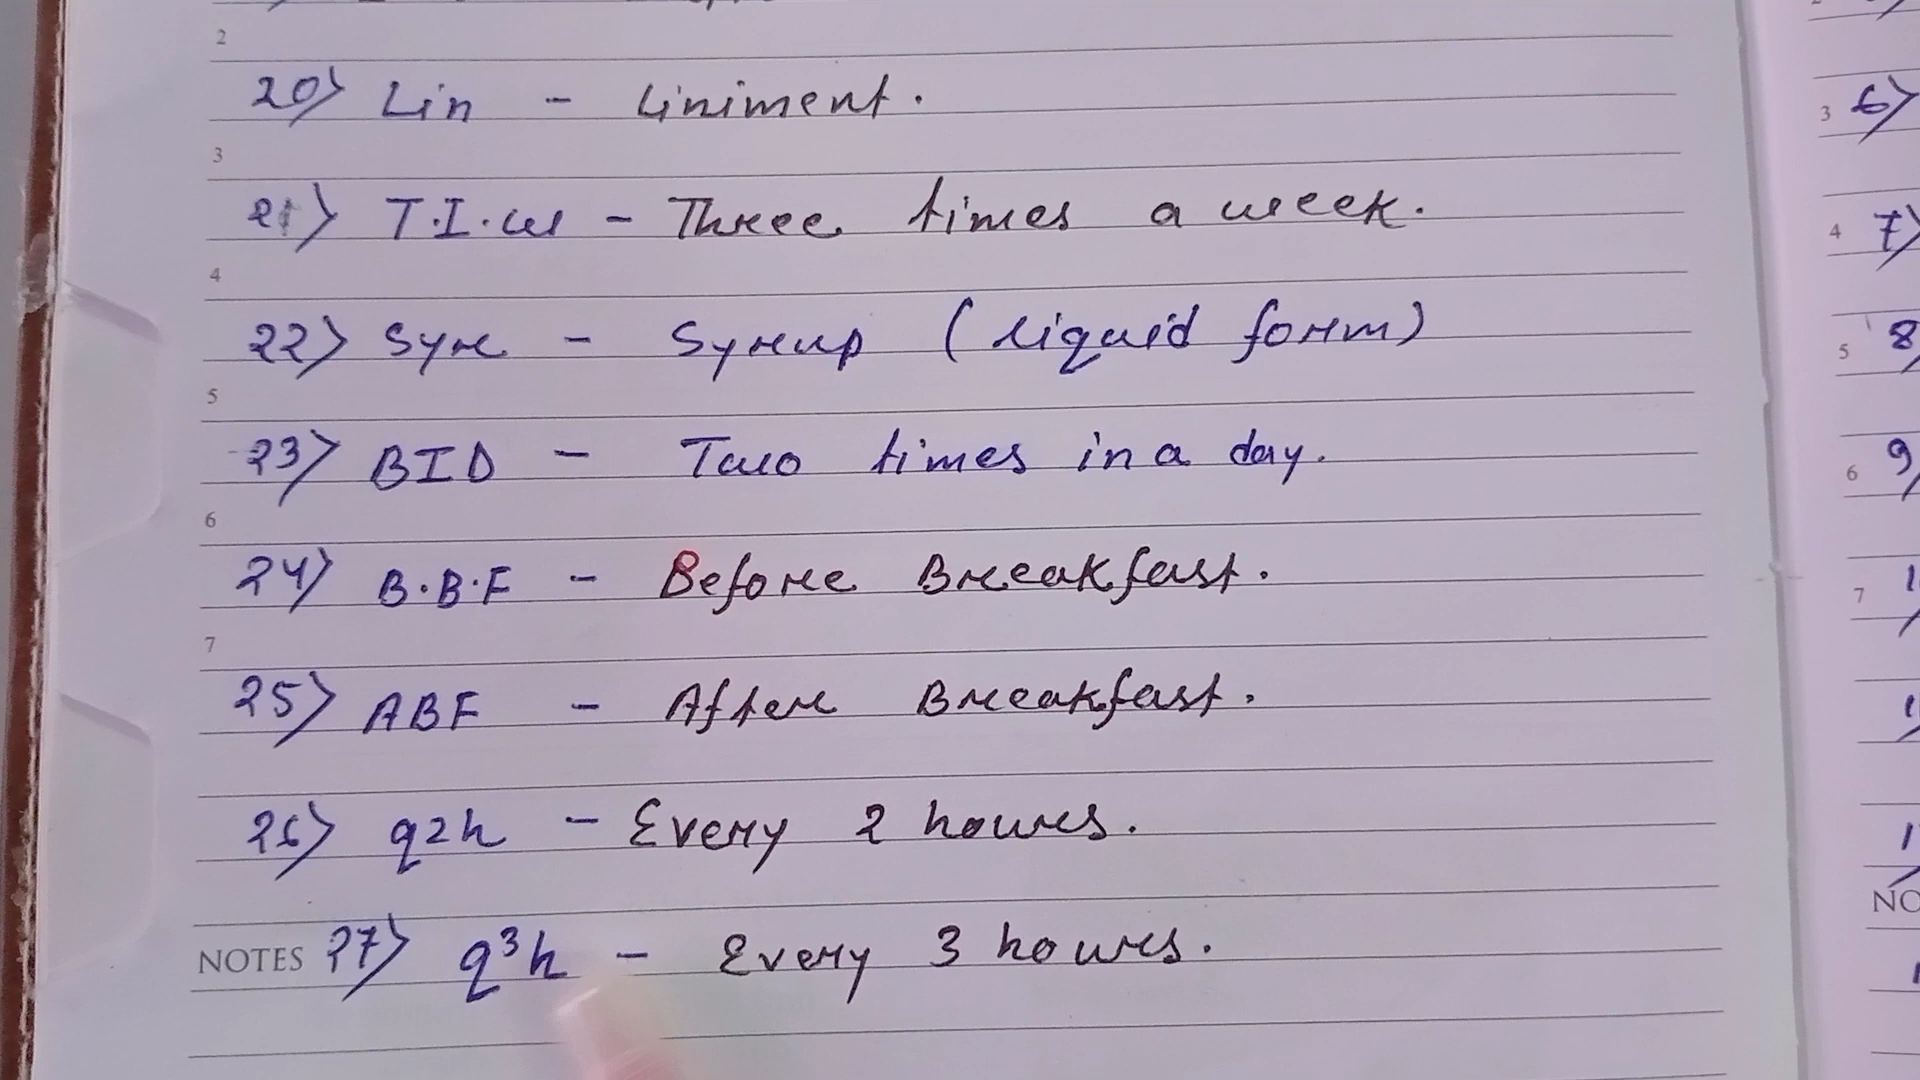 2
20) Lin - Liniment.
3
21) T.I.W - Three times a week.
4
22) Syr - Syrup (liquid form)
5
23) BID - Two times in a day.
6
24) B.B.F - Before Breakfast.
7
25) ABF - After Breakfast.
26) q2h - Every 2 hours.
NOTES 27) q3h - Every 3 hours.
3 6)
4 7)
5 8
6 9
7
NO